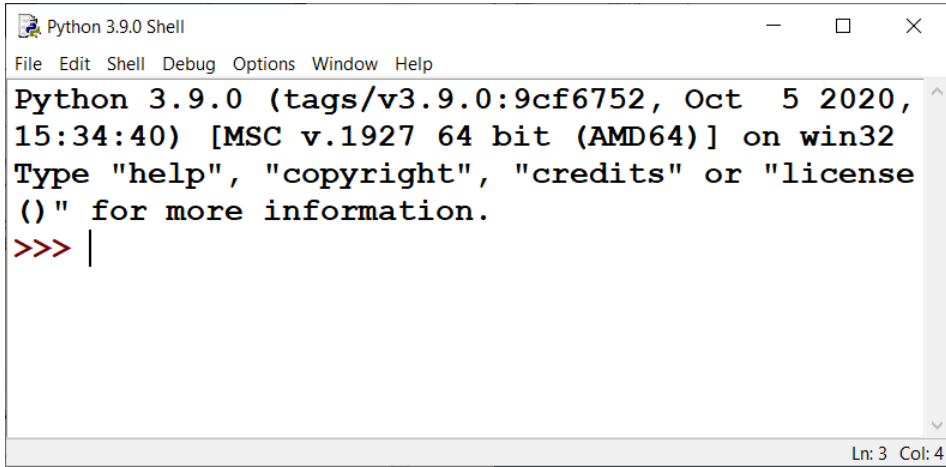 Python 3.9.0 Shell
File Edit Shell Debug Options Window Help
Python 3.9.0 (tags/v3.9.0:9cf6752, Oct  5 2020,
15:34:40) [MSC v.1927 64 bit (AMD64)] on win32
Type "help", "copyright", "credits" or "license
()" for more information.
>>>
Ln: 3 Col: 4